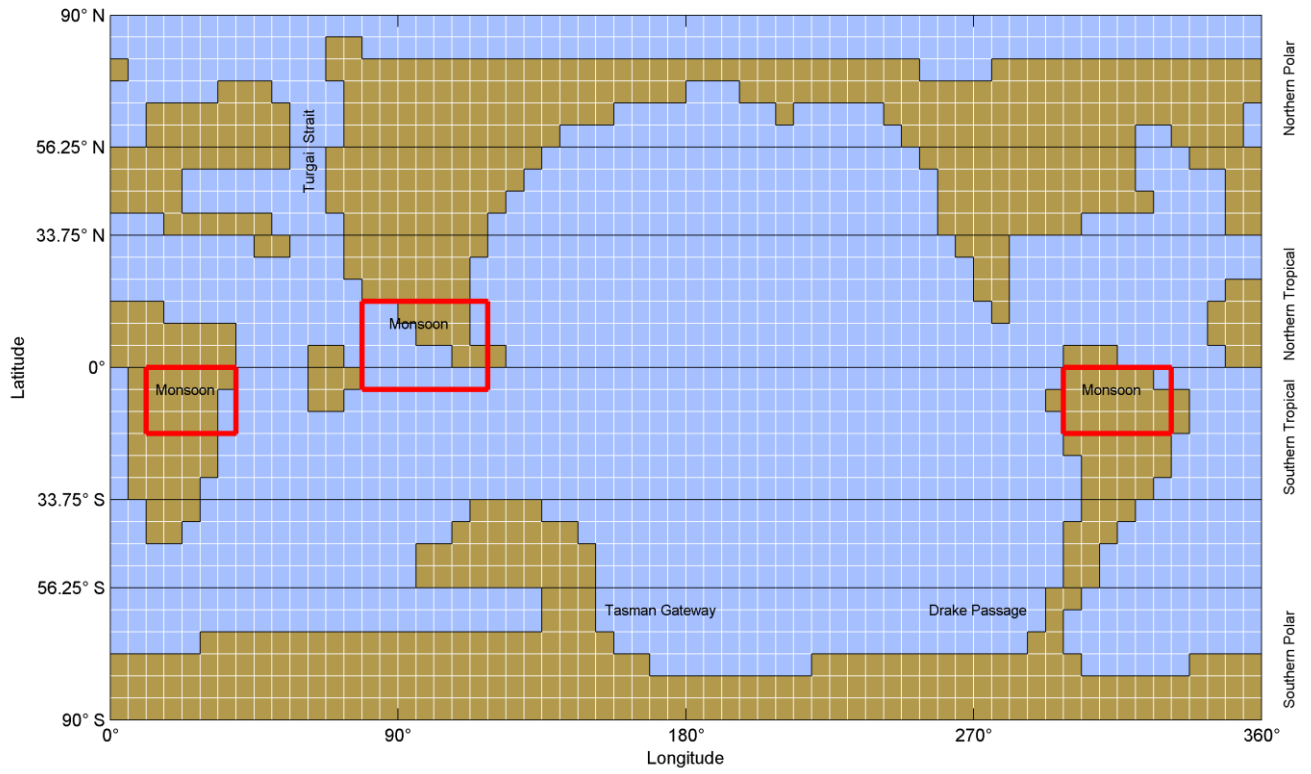 90° N
56.25° N
33.75° N
0°
33.75° S
56.25° S
90° S
Latitude
0°
90°
180°
270°
360°
Longitude
Turgai Strait
Monsoon
Monsoon
Monsoon
Tasman Gateway
Drake Passage
Northern Polar
Northern Tropical
Southern Tropical
Southern Polar